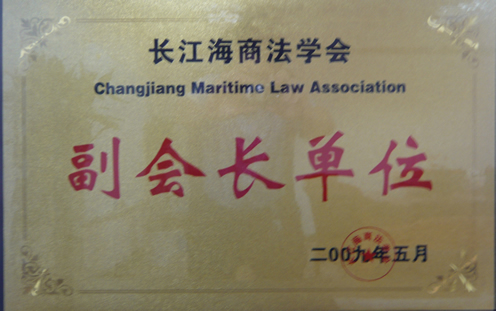 长江海商法学会
Changjiang Maritime Law Association
副会长单位
二00九年五月